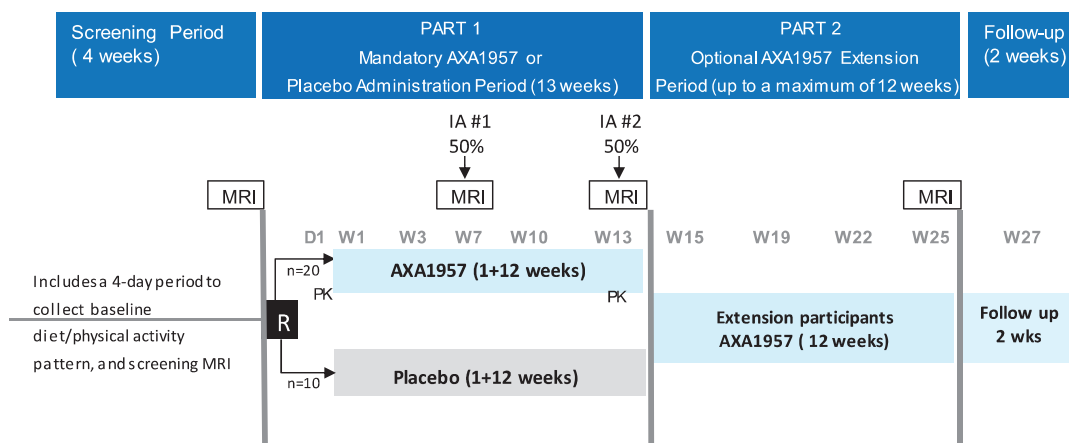 Screening Period
( 4 weeks)
PART 1
Mandatory AXA1957 or
Placebo Administration Period (13 weeks)
PART 2
Optional AXA1957 Extension
Period (up to a maximum of 12 weeks)
Follow-up
(2 weeks)
IA #1
50%
IA #2
50%
MRI
MRI
MRI
MRI
D1 W1 W3 W7 W10 W13 W15 W19 W22 W25 W27
n=20
AXA1957 (1+12 weeks)
PK
PK
Includes a 4-day period to
collect baseline
diet/physical activity
pattern, and screening MRI
R
n=10
Placebo (1+12 weeks)
Extension participants
AXA1957 ( 12 weeks)
Follow up
2 wks